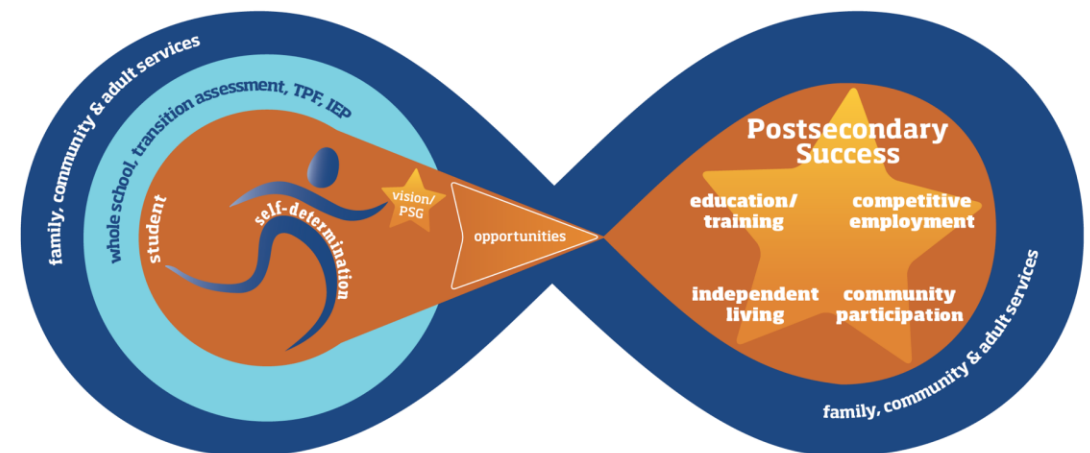 family, community & adult services
whole school, transition assessment, TPF, IEP
student
self-determination
vision/
PSG
opportunities
Postsecondary
Success
education/
training
competitive
employment
independent
living
community
participation
family, community & adult services